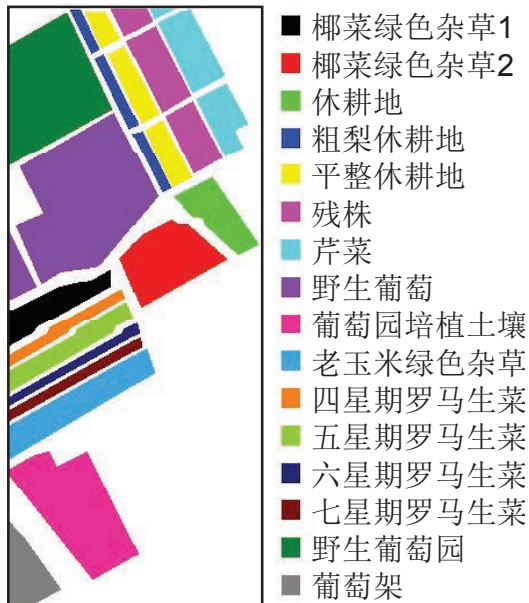 椰菜绿色杂草1
椰菜绿色杂草2
休耕地
粗梨休耕地
平整休耕地
残株
芹菜
野生葡萄
葡萄园培植土壤
老玉米绿色杂草
四星期罗马生菜
五星期罗马生菜
六星期罗马生菜
七星期罗马生菜
野生葡萄园
葡萄架